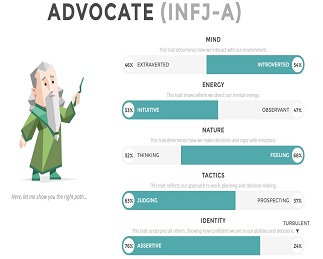 ADVOCATE (INFJ-A)
MIND
This trait determines how we interact with our environment.
46% EXTRAVERTED INTROVERTED 54%
ENERGY
This trait shows where we direct our mental energy.
53% INTUITIVE OBSERVANT 47%
NATURE
This trait determines how we make decisions and cope with emotions.
32% THINKING FEELING 68%
Here, let me show you the right path...
TACTICS
This trait reflects our approach to work, planning and decision-making.
63% JUDGING PROSPECTING 37%
IDENTITY
TURBULENT
This trait underpins all others, showing how confident we are in our abilities and decisions.
76% ASSERTIVE 24%